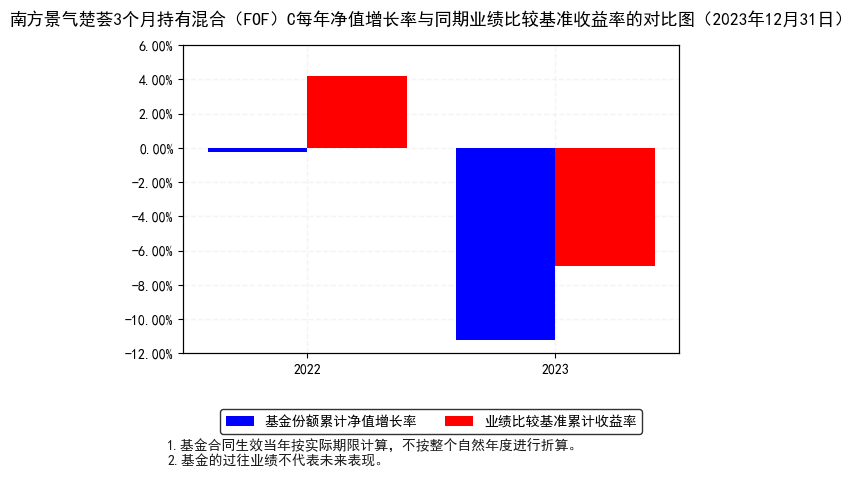 南方景气楚荟3个月持有混合（FOF）C每年净值增长率与同期业绩比较基准收益率的对比图（2023年12月31日）
6.00%
4.00%
2.00%
0.00%
-2.00%
-4.00%
-6.00%
-8.00%
-10.00%
-12.00%
2022 2023
基金份额累计净值增长率 业绩比较基准累计收益率
1.基金合同生效当年按实际期限计算，不按整个自然年度进行折算。
2.基金的过往业绩不代表未来表现。